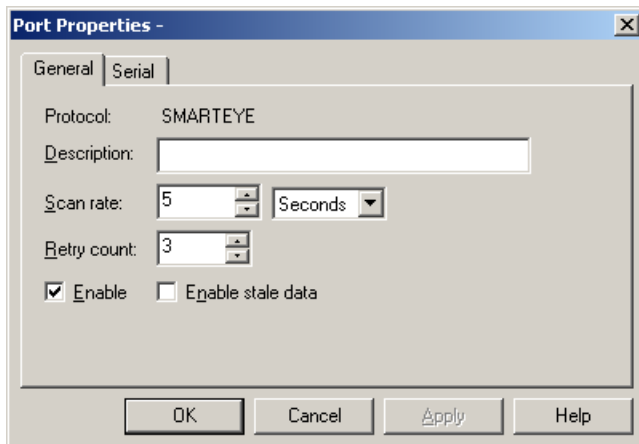 Port Properties -
General Serial
Protocol: SMARTEYE
Description:
Scan rate: 5 Seconds
Retry count: 3
Enable Enable stale data
OK Cancel Apply Help